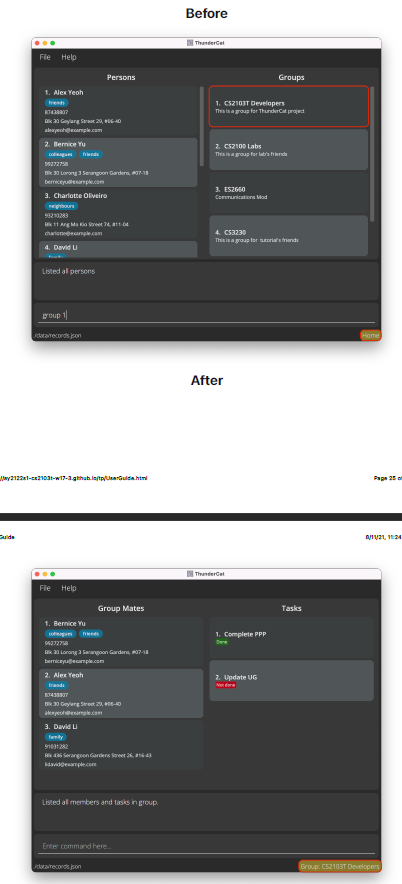 Before
ThunderCat
File Help
Persons
Groups
1. Alex Yeoh
friends
87438807
Blk 30 Geylang Street 29, #06-40
alexyeoh@example.com
2. Bernice Yu
colleagues friends
99272758
Blk 30 Lorong 3 Serangoon Gardens, #07-18
berniceyu@example.com
3. Charlotte Oliveiro
neighbours
93210283
Blk 11 Ang Mo Kio Street 74, #11-04
charlotte@example.com
4. David Li
family
1. CS2103T Developers
This is a group for ThunderCat project
2. CS2100 Labs
This is a group for lab's friends
3. ES2660
Communications Mod
4. CS3230
This is a group for tutorial's friends
Listed all persons
group 1
/data/records.json
Home
After
//ay2122s1-cs2103t-w17-3.github.io/tp/UserGuide.html
Page 25 o
Guide
8/11/21, 11:24
ThunderCat
File Help
Group Mates
Tasks
1. Bernice Yu
colleagues friends
99272758
Blk 30 Lorong 3 Serangoon Gardens, #07-18
berniceyu@example.com
2. Alex Yeoh
friends
87438807
Blk 30 Geylang Street 29, #06-40
alexyeoh@example.com
3. David Li
family
91031282
Blk 436 Serangoon Gardens Street 26, #16-43
lidavid@example.com
1. Complete PPP
Done
2. Update UG
Not done
Listed all members and tasks in group.
Enter command here...
/data/records.json
Group: CS2103T Developers